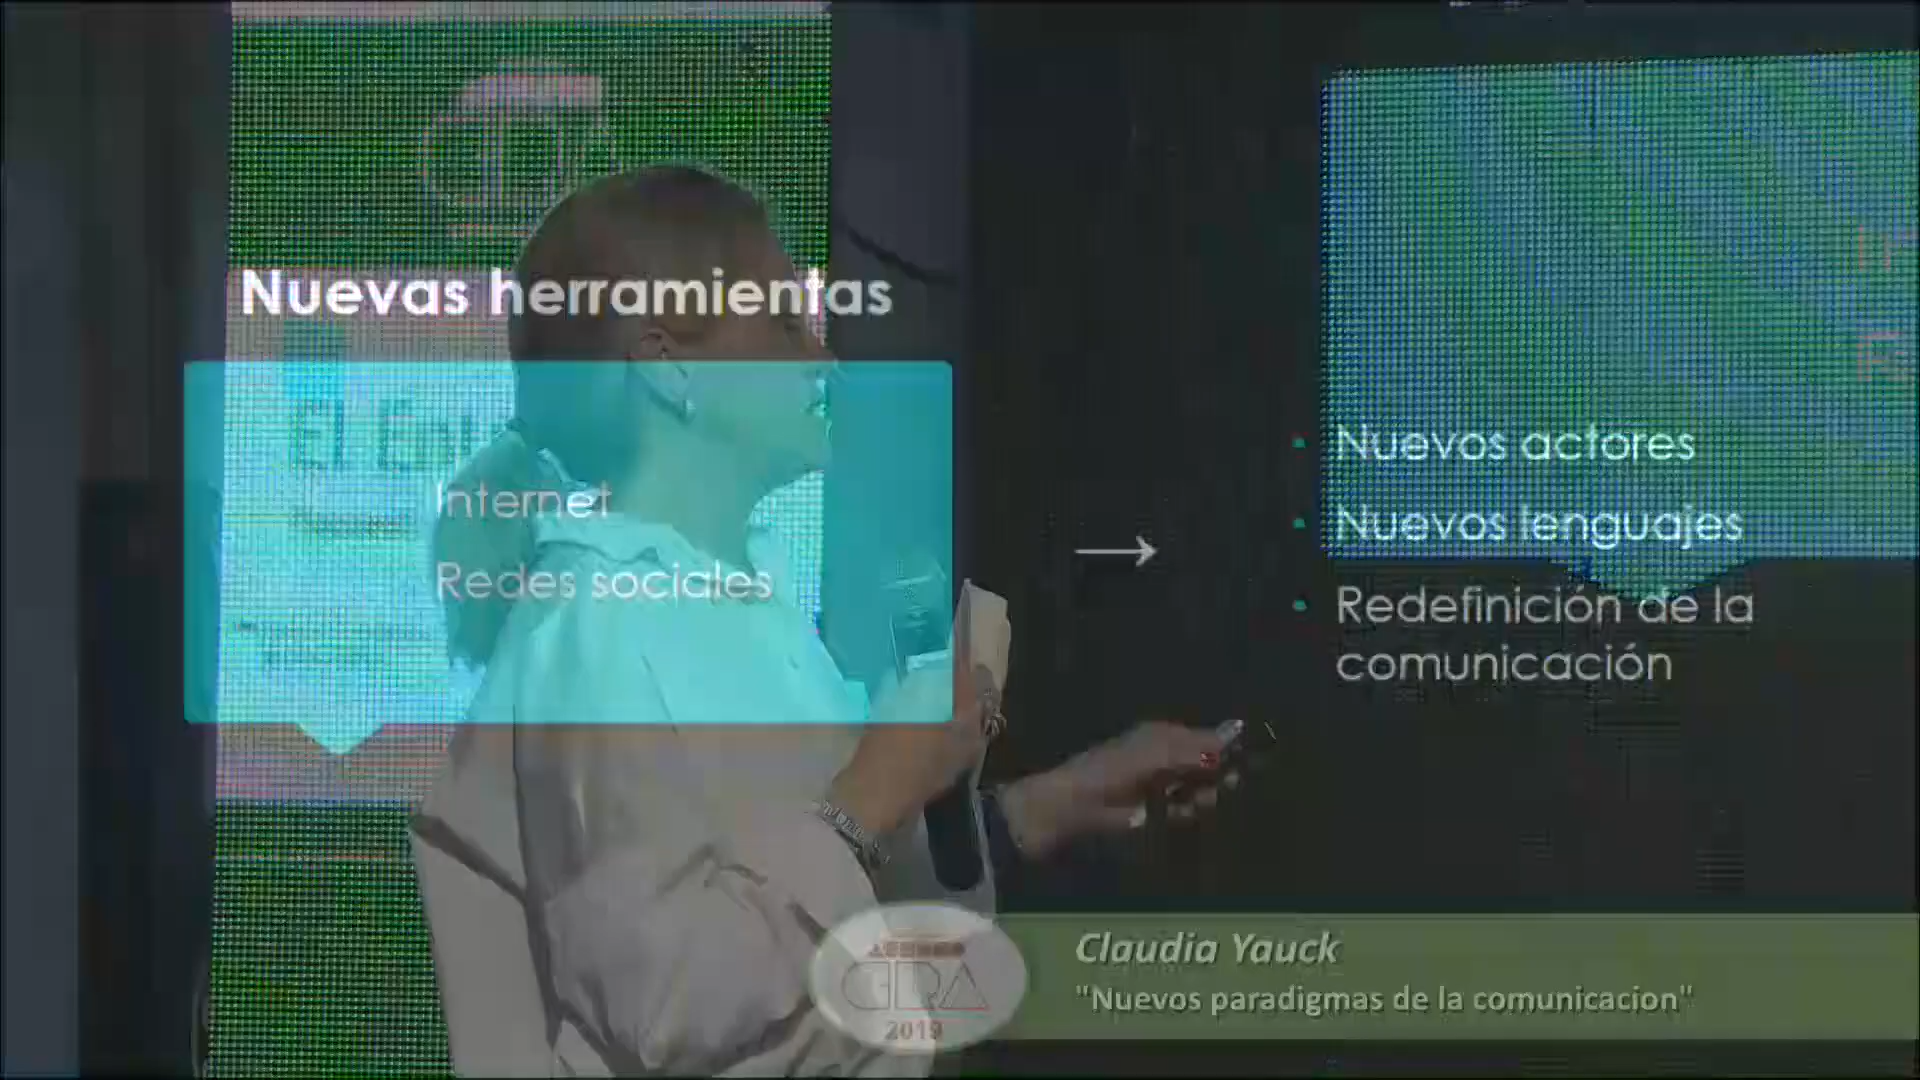 Nuevas herramientas
Internet
Redes sociales
Nuevos actores
Nuevos lenguajes
Redefinición de la
comunicación
Claudia Yauck
"Nuevos paradigmas de la comunicacion"
2019